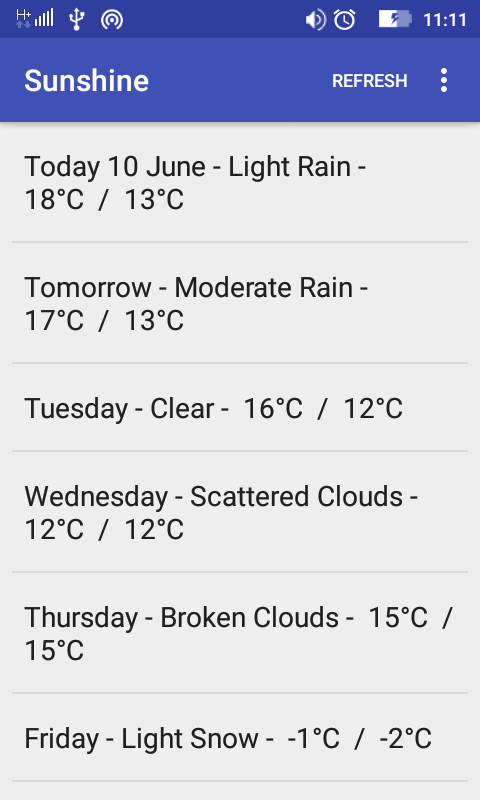 H+ 11:11
Sunshine REFRESH
Today 10 June - Light Rain -
18°C / 13°C
Tomorrow - Moderate Rain -
17°C / 13°C
Tuesday - Clear - 16°C / 12°C
Wednesday - Scattered Clouds -
12°C / 12°C
Thursday - Broken Clouds - 15°C /
15°C
Friday - Light Snow - -1°C / -2°C